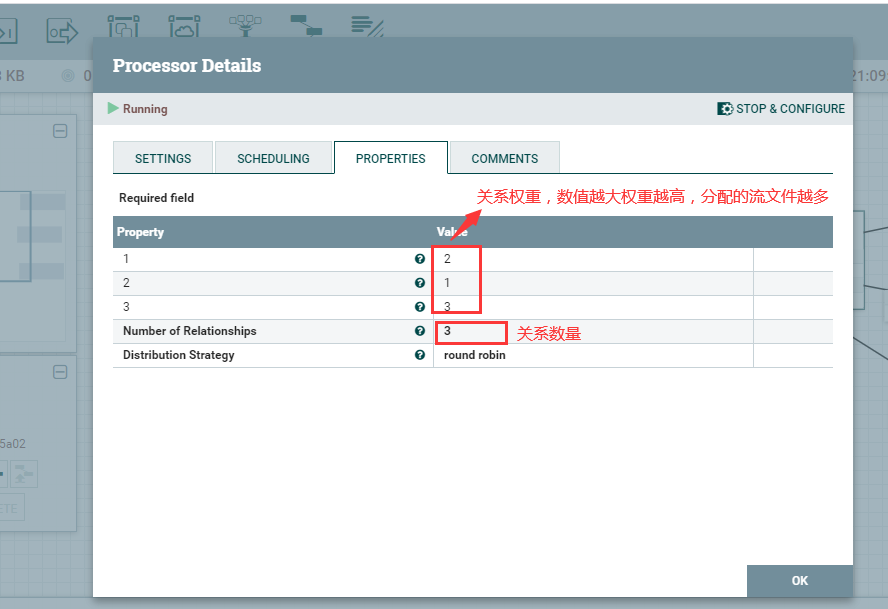 Processor Details
KB
0
21:09
Running
STOP & CONFIGURE
SETTINGS
SCHEDULING
PROPERTIES
COMMENTS
Required field
关系权重，数值越大权重越高，分配的流文件越多
Property
Value
1
2
2
1
3
3
Number of Relationships
3
关系数量
Distribution Strategy
round robin
5a02
ETE
OK